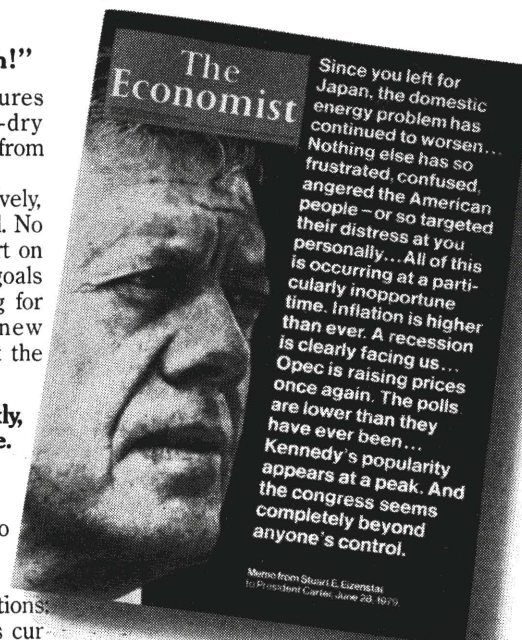 n!”
ures
-dry
from
vely,
l. No
rt on
goals
g for
new
t the
ly,
e.
o
tions:
s cur-
The
Economist
Since you left for
Japan, the domestic
energy problem has
continued to worsen...
Nothing else has so
frustrated, confused,
angered the American
people – or so targeted
their distress at you
personally...All of this
is occurring at a parti-
cularly inopportune
time. Inflation is higher
than ever. A recession
is clearly facing us...
Opec is raising prices
once again. The polls
are lower than they
have ever been...
Kennedy's popularity
appears at a peak. And
the congress seems
completely beyond
anyone's control.
Memo from Stuart E. Eizenstat
to President Carter, June 28, 1979